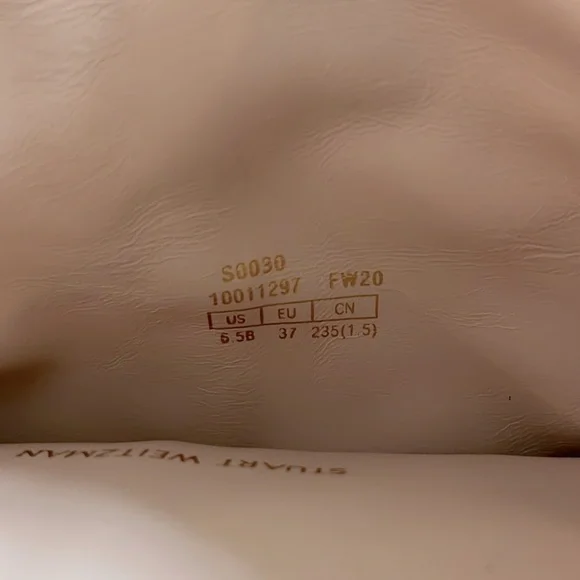 S0030
10011297 FW20
US EU CN
6.5B 37 235(1.5)
STUART WEITZMAN